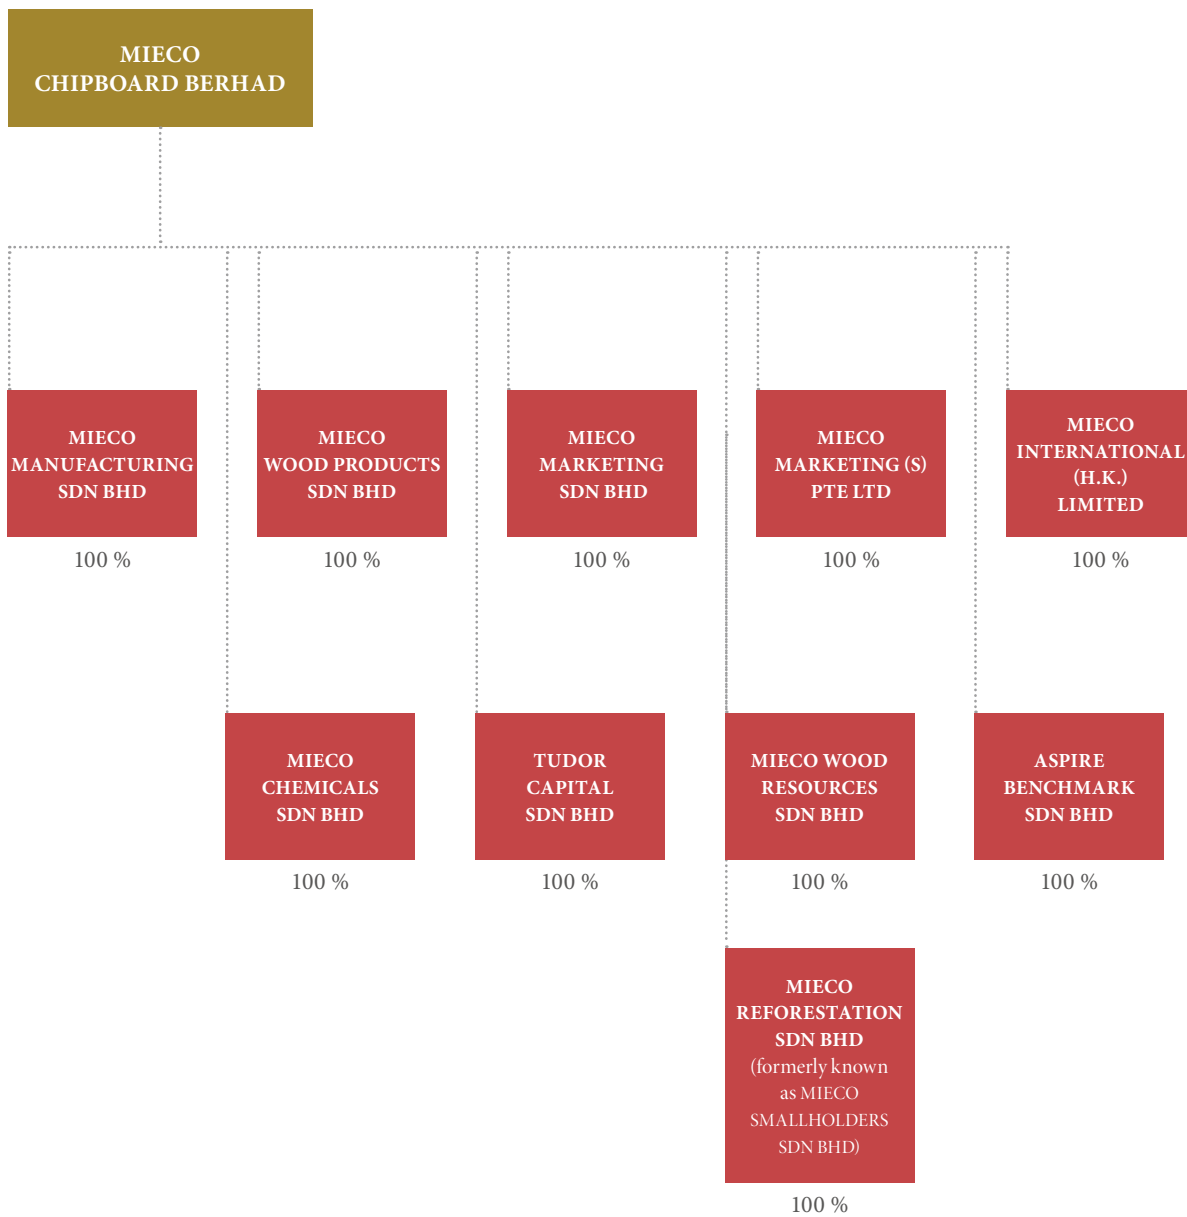 MIECO
CHIPBOARD BERHAD
MIECO
MANUFACTURING
SDN BHD
100 %
MIECO
WOOD PRODUCTS
SDN BHD
100 %
MIECO
MARKETING
SDN BHD
100 %
MIECO
MARKETING (S)
PTE LTD
100 %
MIECO
INTERNATIONAL
(H.K.)
LIMITED
100 %
MIECO
CHEMICALS
SDN BHD
100 %
TUDOR
CAPITAL
SDN BHD
100 %
MIECO WOOD
RESOURCES
SDN BHD
100 %
ASPIRE
BENCHMARK
SDN BHD
100 %
MIECO
REFORESTATION
SDN BHD
(formerly known
as MIECO
SMALLHOLDERS
SDN BHD)
100 %